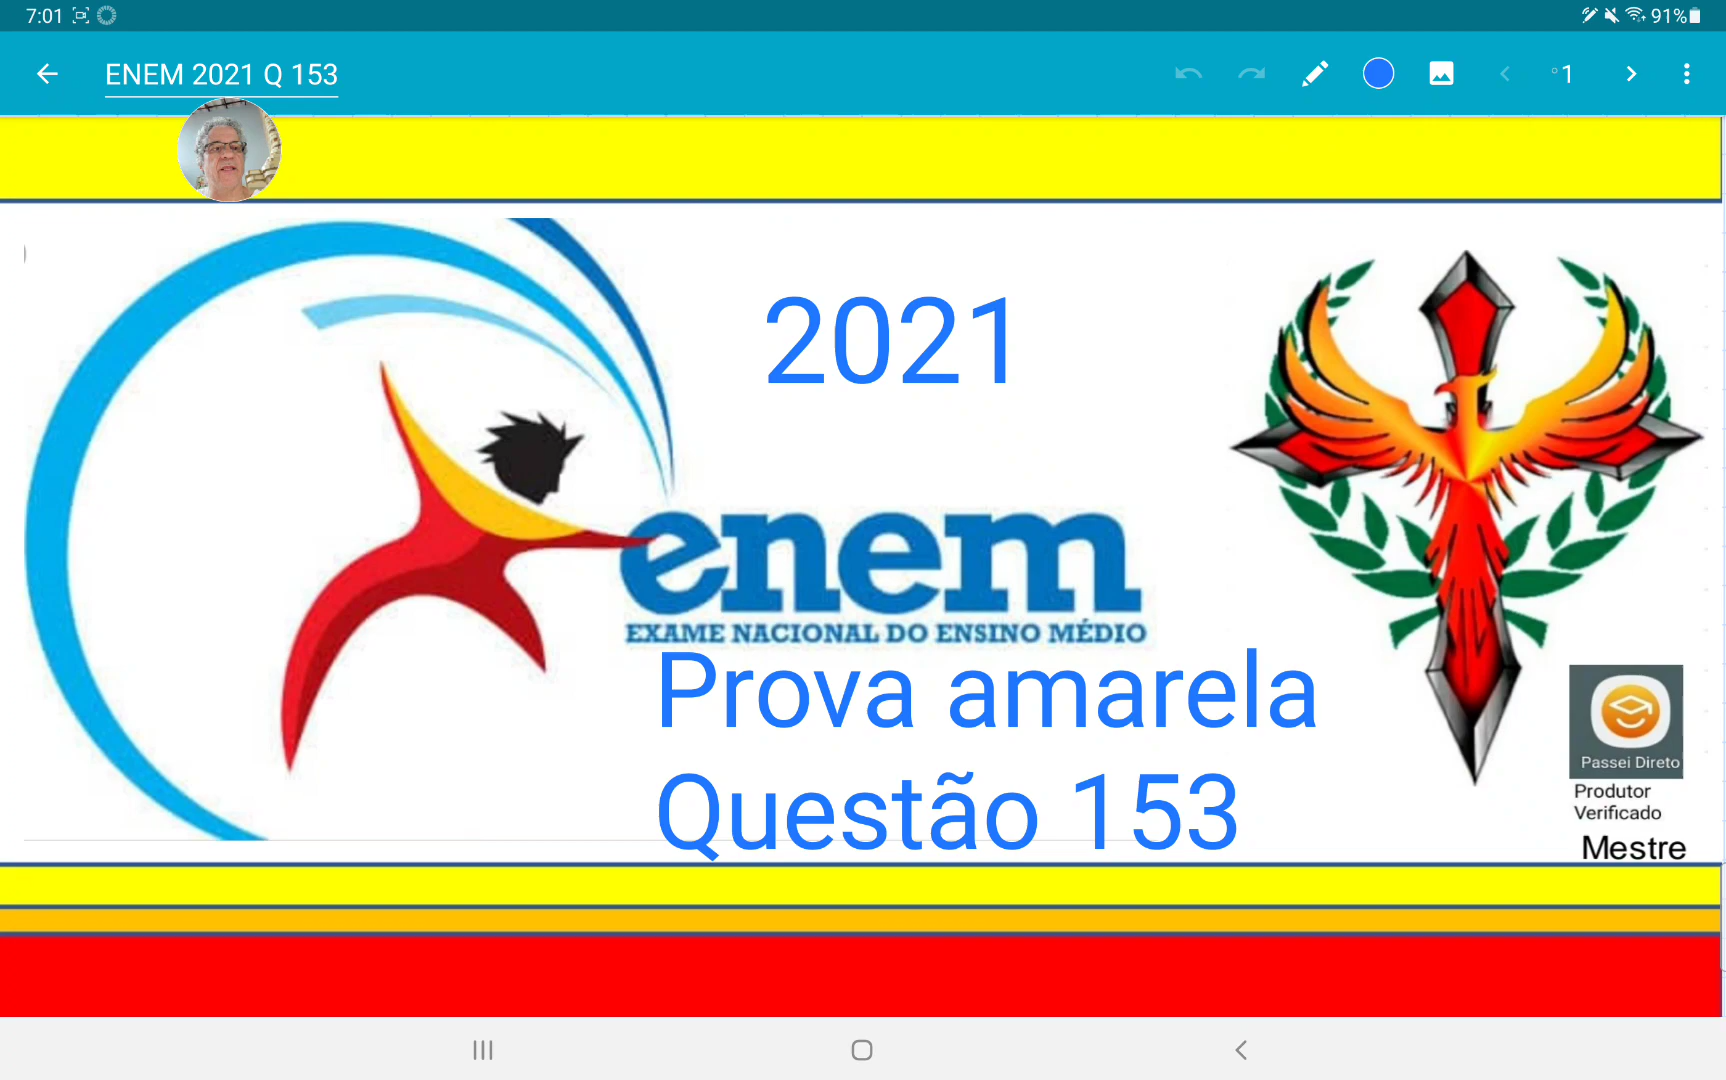 7:01
91%
ENEM 2021 Q 153
1
2021
enem
EXAME NACIONAL DO ENSINO MÉDIO
Prova amarela
Questão 153
Passei Direto
Produtor
Verificado
Mestre